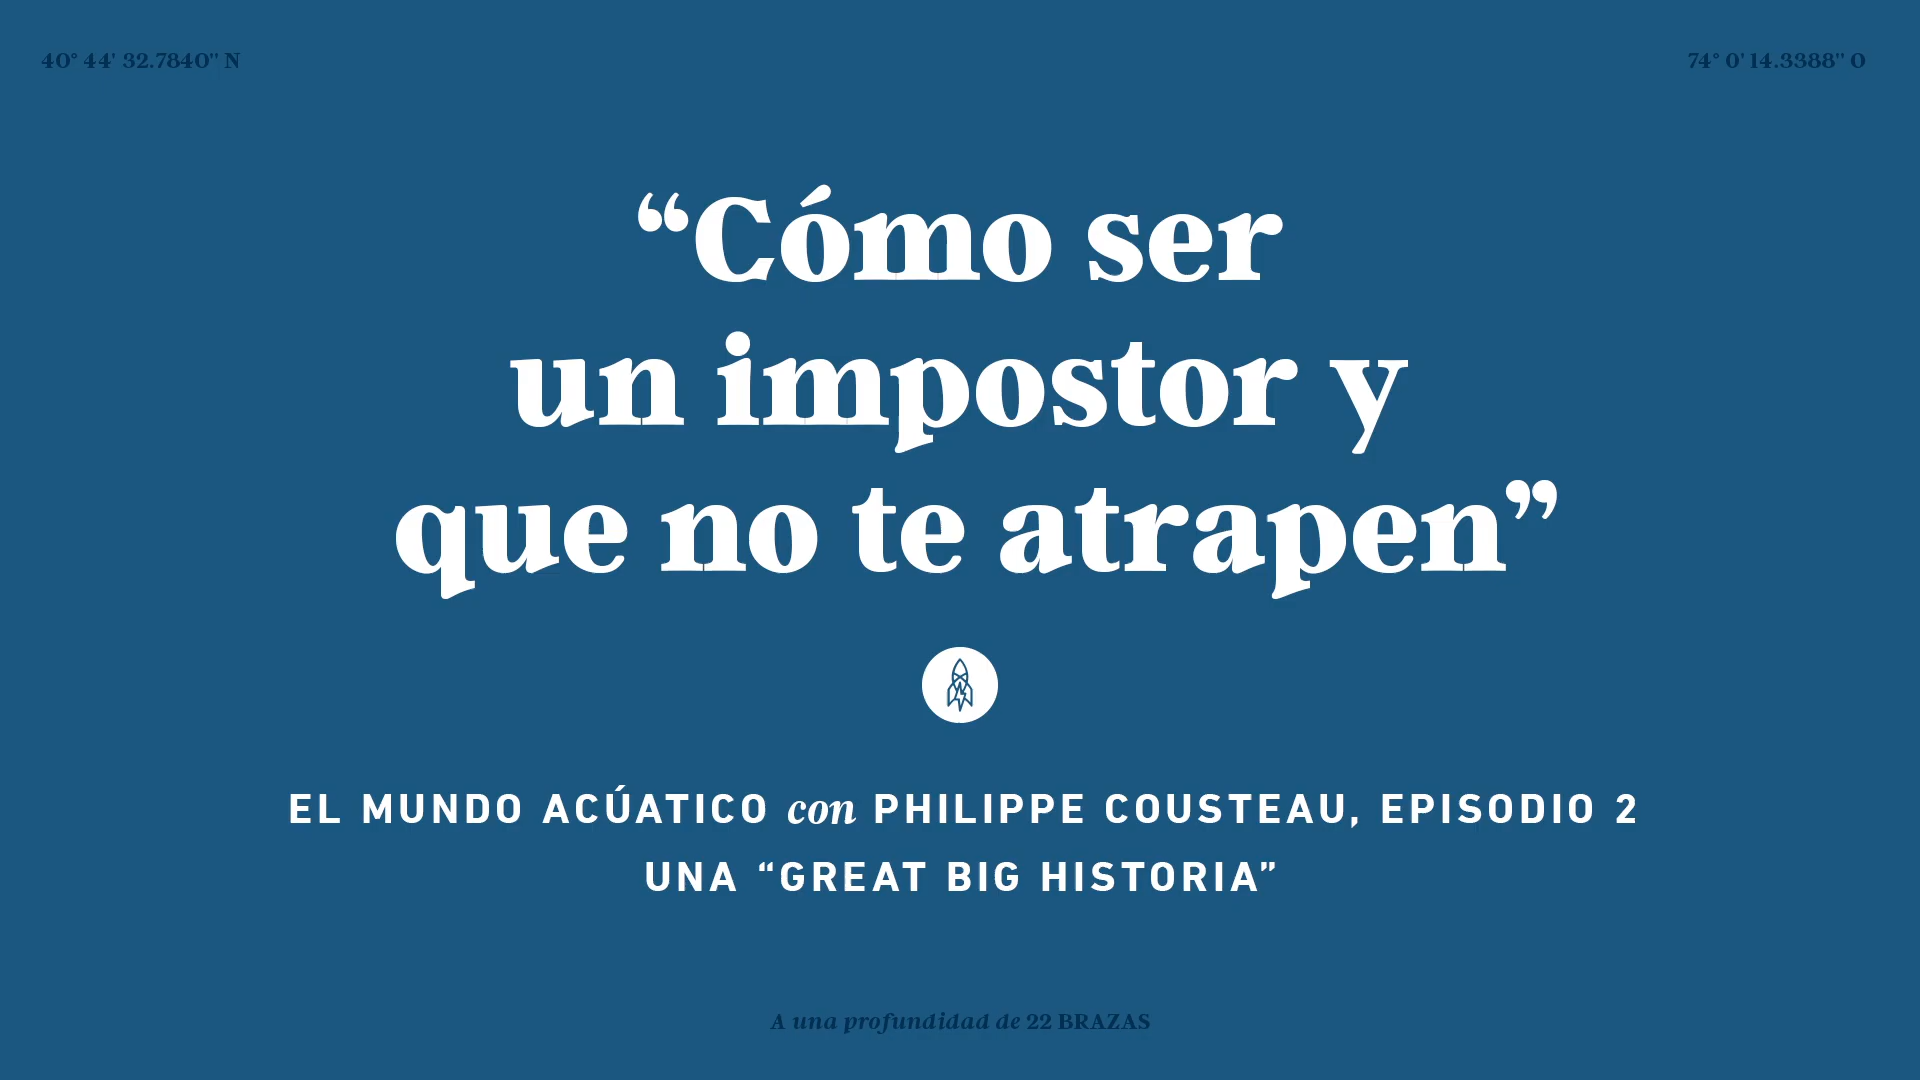 40° 44' 32.7840" N
74° 0' 14.3388" O
“Cómo ser
un impostor y
que no te atrapen”
EL MUNDO ACÚATICO con PHILIPPE COUSTEAU, EPISODIO 2
UNA “GREAT BIG HISTORIA”
A una profundidad de 22 BRAZAS